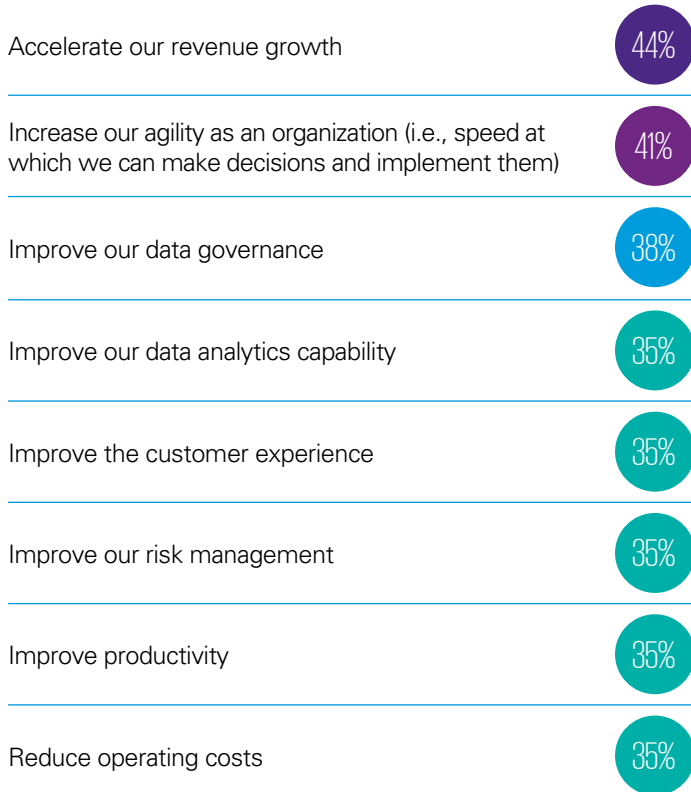 Accelerate our revenue growth
44%
Increase our agility as an organization (i.e., speed at
which we can make decisions and implement them)
41%
Improve our data governance
38%
Improve our data analytics capability
35%
Improve the customer experience
35%
Improve our risk management
35%
Improve productivity
35%
Reduce operating costs
35%